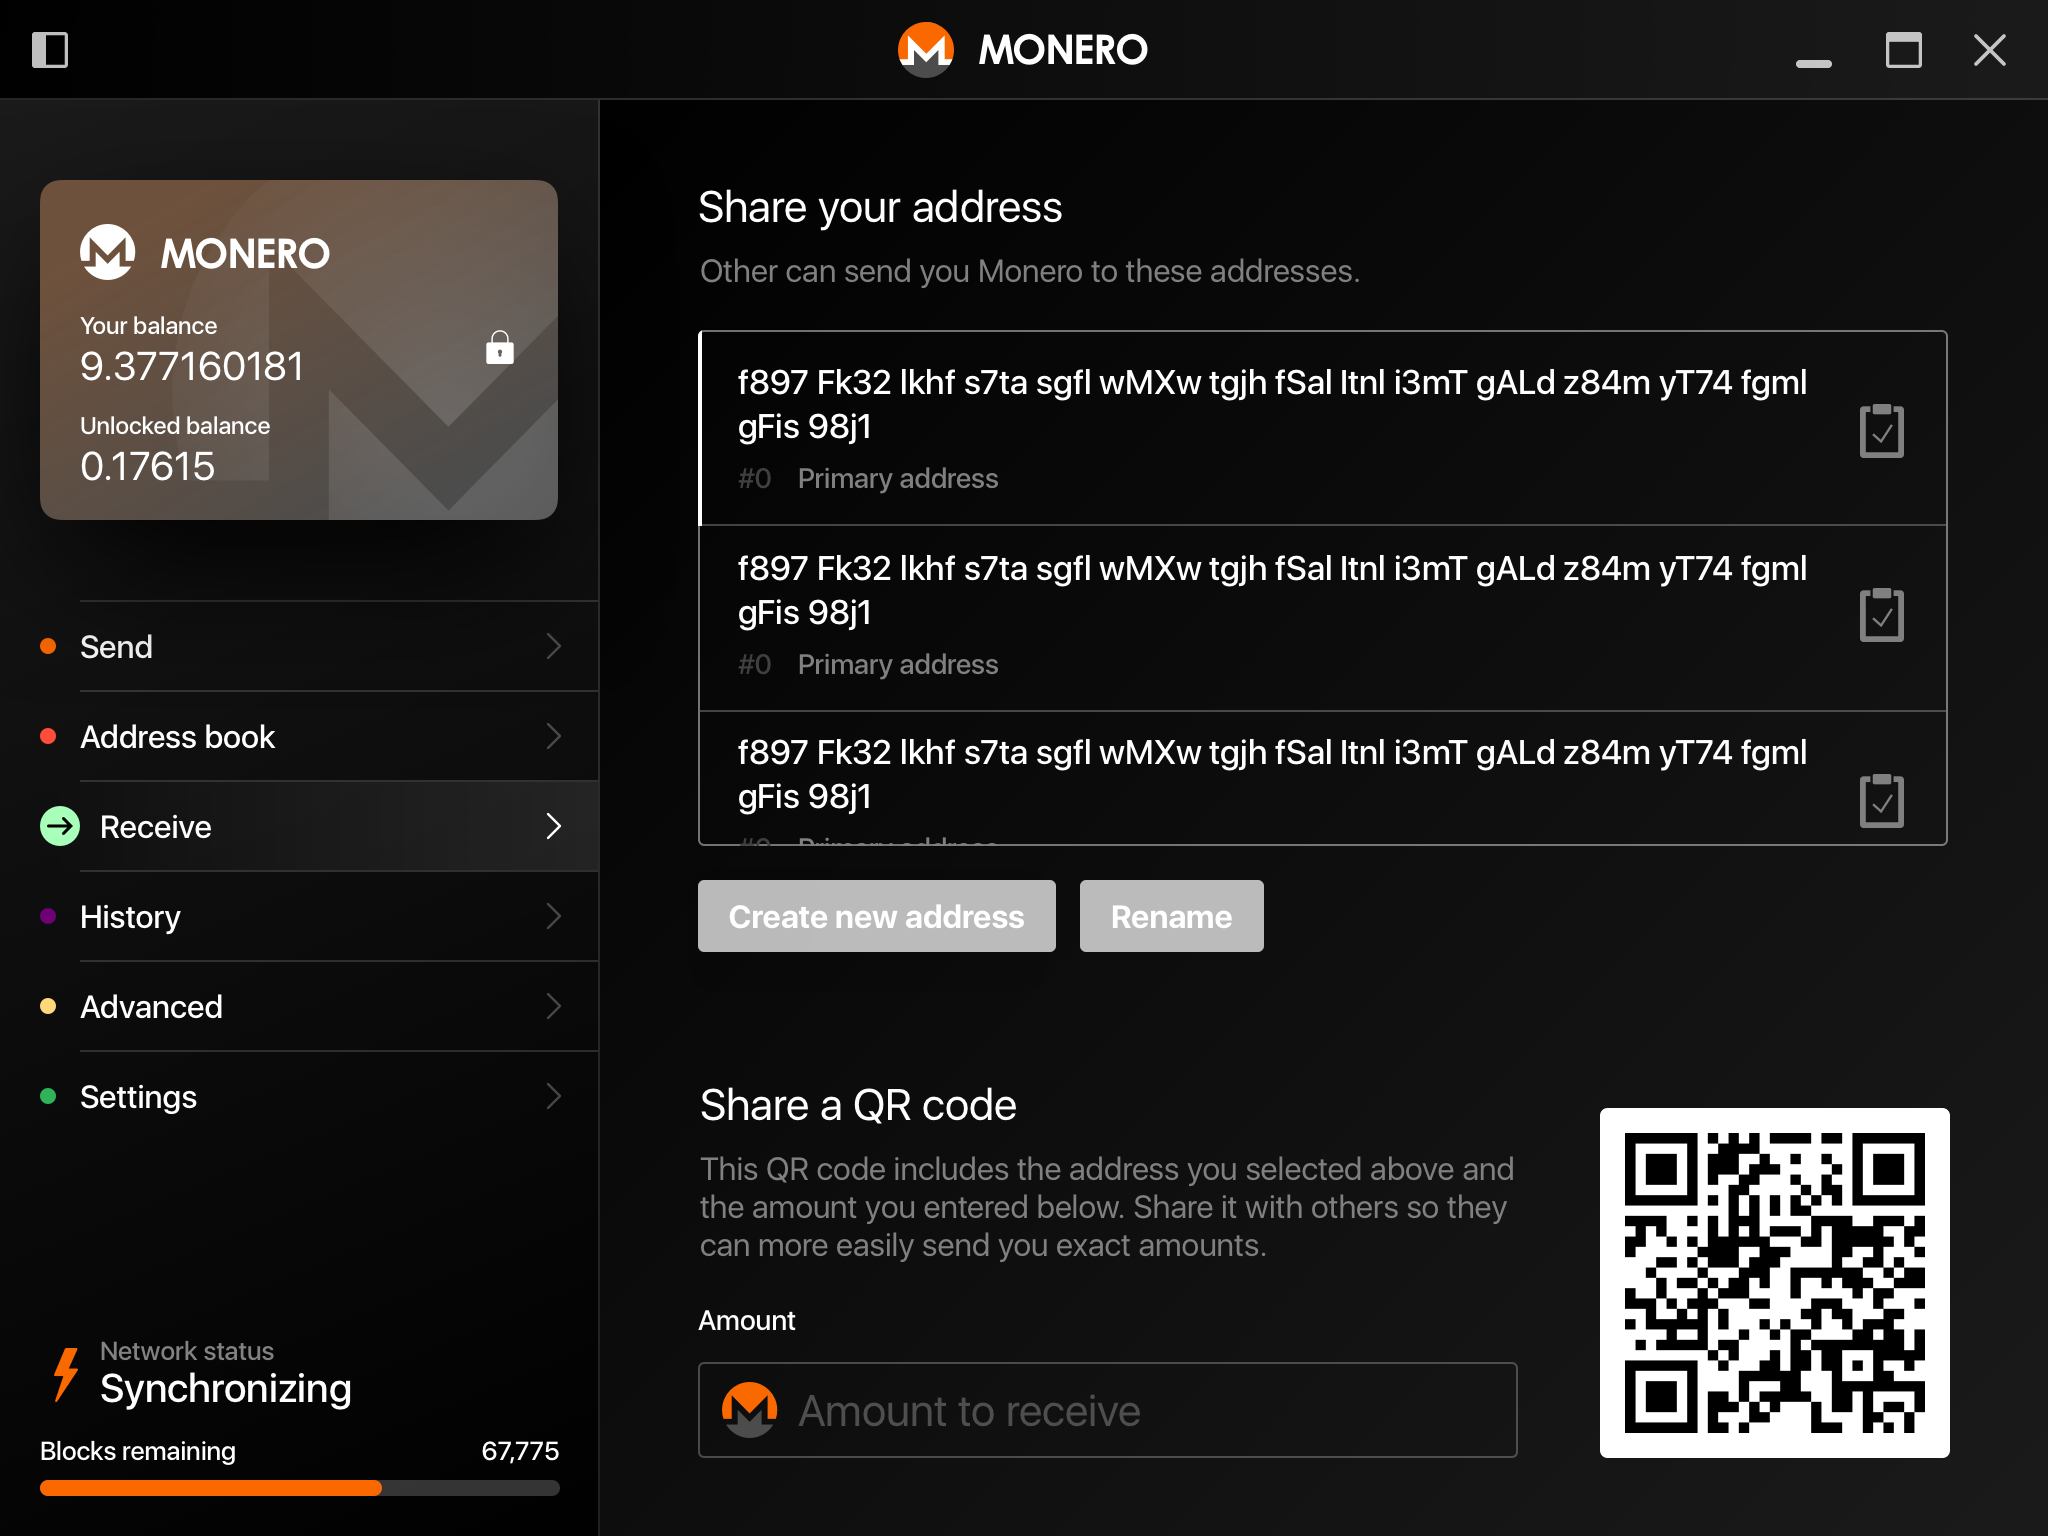 MONERO
MONERO
Your balance
9.377160181
Unlocked balance
0.17615
Send
Address book
Receive
History
Advanced
Settings
Network status
Synchronizing
Blocks remaining 67,775
Share your address
Other can send you Monero to these addresses.
f897 Fk32 lkhf s7ta sgfl wMXw tgjh fSal ltnl i3mT gALd z84m yT74 fgml
gFis 98j1
#0 Primary address
f897 Fk32 lkhf s7ta sgfl wMXw tgjh fSal ltnl i3mT gALd z84m yT74 fgml
gFis 98j1
#0 Primary address
f897 Fk32 lkhf s7ta sgfl wMXw tgjh fSal ltnl i3mT gALd z84m yT74 fgml
gFis 98j1
#0 Primary address
Create new address Rename
Share a QR code
This QR code includes the address you selected above and
the amount you entered below. Share it with others so they
can more easily send you exact amounts.
Amount
Amount to receive